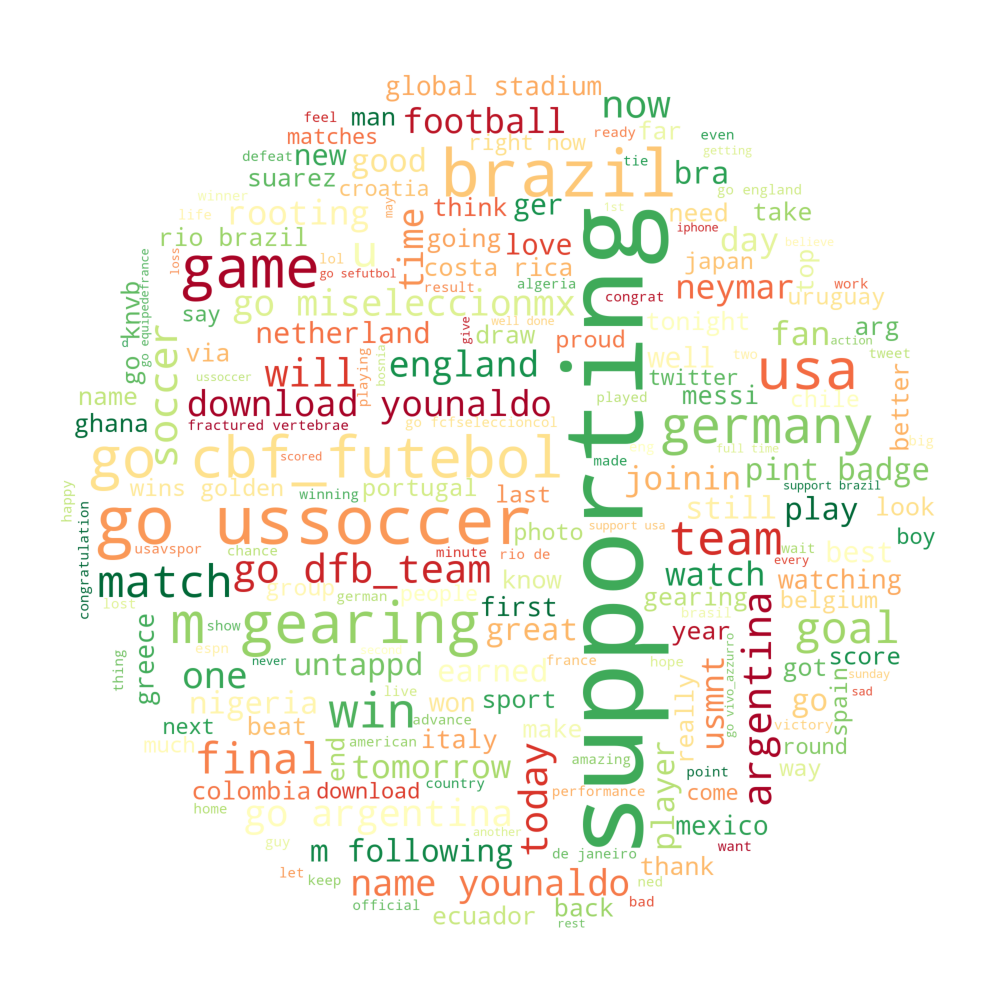 global stadium
now
feel
man
football
ready
far
even
matches
right now
tie
getting
defeat
new
good
brazil
bra
suarez
croatia
go england
winner
life
rooting
u
time
think
ger
1st
need
take
may
iphone
rio brazil
going
love
day
top
believe
go knvb
go equipedefrance
loss
game
lol
go sefutbol
costa rica
japan
result
algeria
congrat
neymar
uruguay
work
say
go miseleccionmx
supporting
tonight
fan
arg
action
soccer
via
netherland
give
well done
draw
proud
well
two
tweet
england
usa
ussoccer
will
playing
bosnia
twitter
messi
chile
better
name
download younaldo
played
ghana
fractured vertebrae
go fcfseleccioncol
germany
big
eng
full time
go cbf_futebol
scored
made
joinin
pint badge
happy
wins golden
winning
portugal
last
support brazil
go ussoccer
photo
support usa
still
play
look
congratulation
usavspor
chance
minute
rio de
team
wait
boy
every
match
go dfb_team
know
watch
best
watching
group
german
people
first
gearing
brasil
belgium
lost
m gearing
show
great
year
argentina
goal
greece
espn
never
second
france
hope
go vivo_azzurro
score
thing
one
untappd
earned
really
usmnt
got
spain
sunday
sad
nigeria
win
live
won
sport
go
next
advance
make
victory
much
beat
end
american
italy
today
player
round
final
tomorrow
country
amazing
point
way
colombia
download
performance
come
home
go argentina
another
mexico
guy
m following
de janeiro
want
let
keep
name younaldo
ned
thank
official
ecuador
back
bad
rest